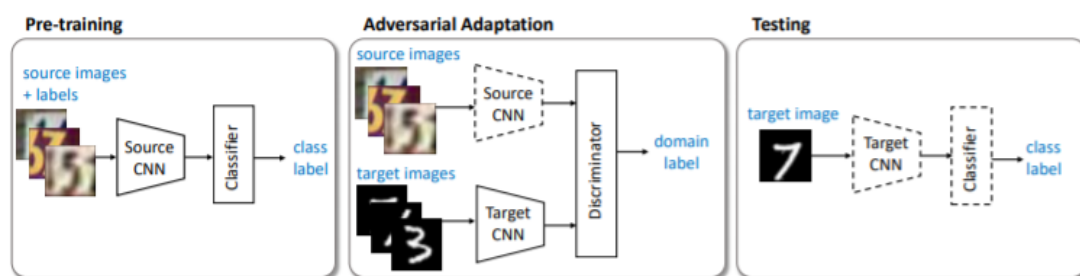 Pre-training
source images
+ labels
Source
CNN
Classifier
class
label
Adversarial Adaptation
source images
Source
CNN
target images
Target
CNN
Discriminator
domain
label
Testing
target image
7
Target
CNN
Classifier
class
label